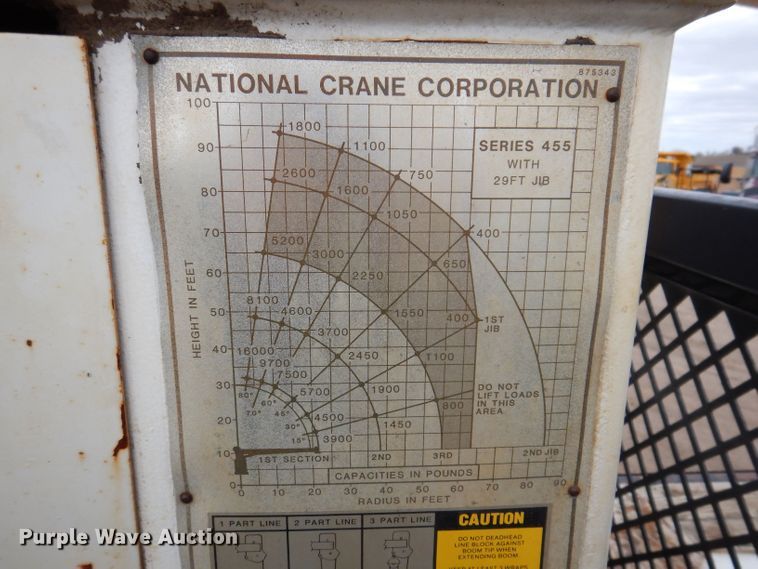 875343
NATIONAL CRANE CORPORATION
SERIES 455
WITH
29FT JIB
HEIGHT IN FEET
100
90
80
70
60
50
40
30
20
10
0
1800
1100
750
400
2600
1600
1050
650
400
1ST
JIB
5200
3000
2250
1550
1100
800
8100
4600
3700
2450
1900
1450
16000
9700
7500
5700
4500
3900
80°
70°
60°
45°
30°
15°
DO NOT
LIFT LOADS
IN THIS
AREA
1ST SECTION
2ND
3RD
2ND JIB
CAPACITIES IN POUNDS
0 10 20 30 40 50 60 70 80 90
RADIUS IN FEET
1 PART LINE
2 PART LINE
3 PART LINE
CAUTION
DO NOT DEADHEAD
LINE BLOCK AGAINST
BOOM TIP WHEN
EXTENDING BOOM.
KEEP AT LEAST 3 WRAPS
Purple Wave Auction